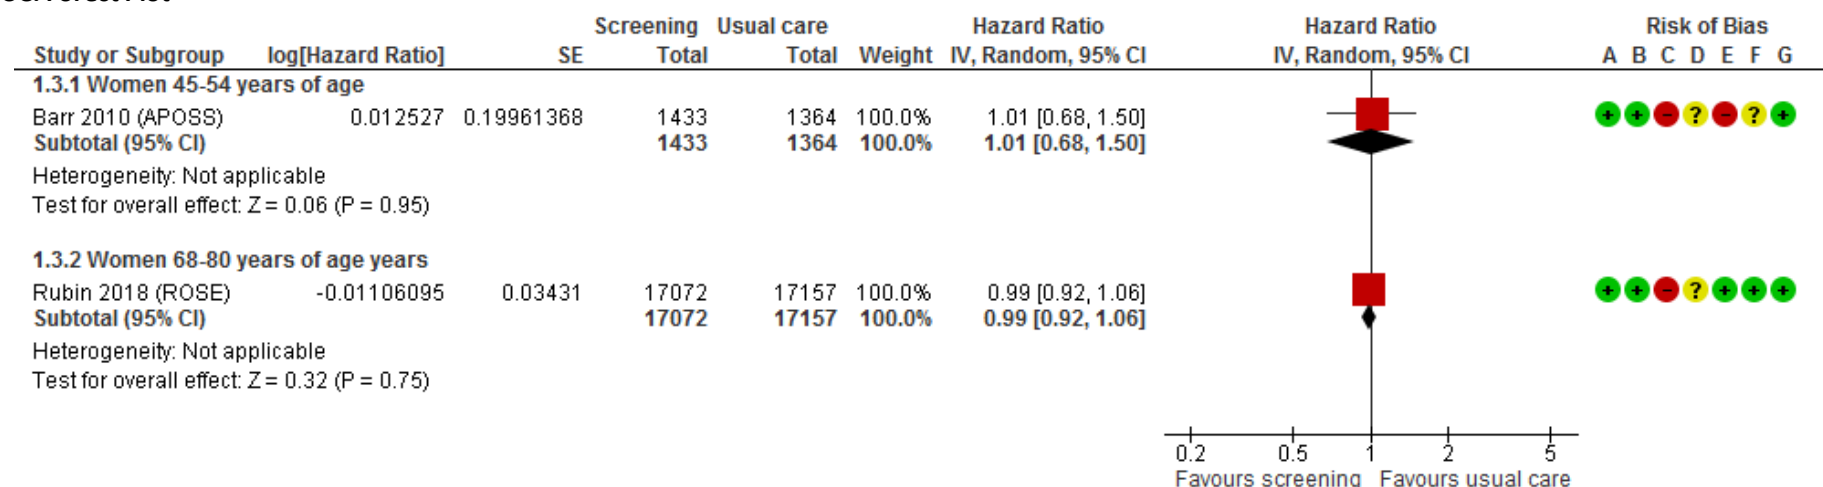 Screening Usual care Hazard Ratio Hazard Ratio Risk of Bias
Study or Subgroup log[Hazard Ratio] SE Total Total Weight IV, Random, 95% CI IV, Random, 95% CI A B C D E F G
1.3.1 Women 45-54 years of age
Barr 2010 (APOSS) 0.012527 0.19961368 1433 1364 100.0% 1.01 [0.68, 1.50] + + - ? - ? +
Subtotal (95% CI) 1433 1364 100.0% 1.01 [0.68, 1.50]
Heterogeneity: Not applicable
Test for overall effect: Z = 0.06 (P = 0.95)
1.3.2 Women 68-80 years of age years
Rubin 2018 (ROSE) -0.01106095 0.03431 17072 17157 100.0% 0.99 [0.92, 1.06] + + - ? + + +
Subtotal (95% CI) 17072 17157 100.0% 0.99 [0.92, 1.06]
Heterogeneity: Not applicable
Test for overall effect: Z = 0.32 (P = 0.75)
0.2 0.5 1 2 5
Favours screening Favours usual care